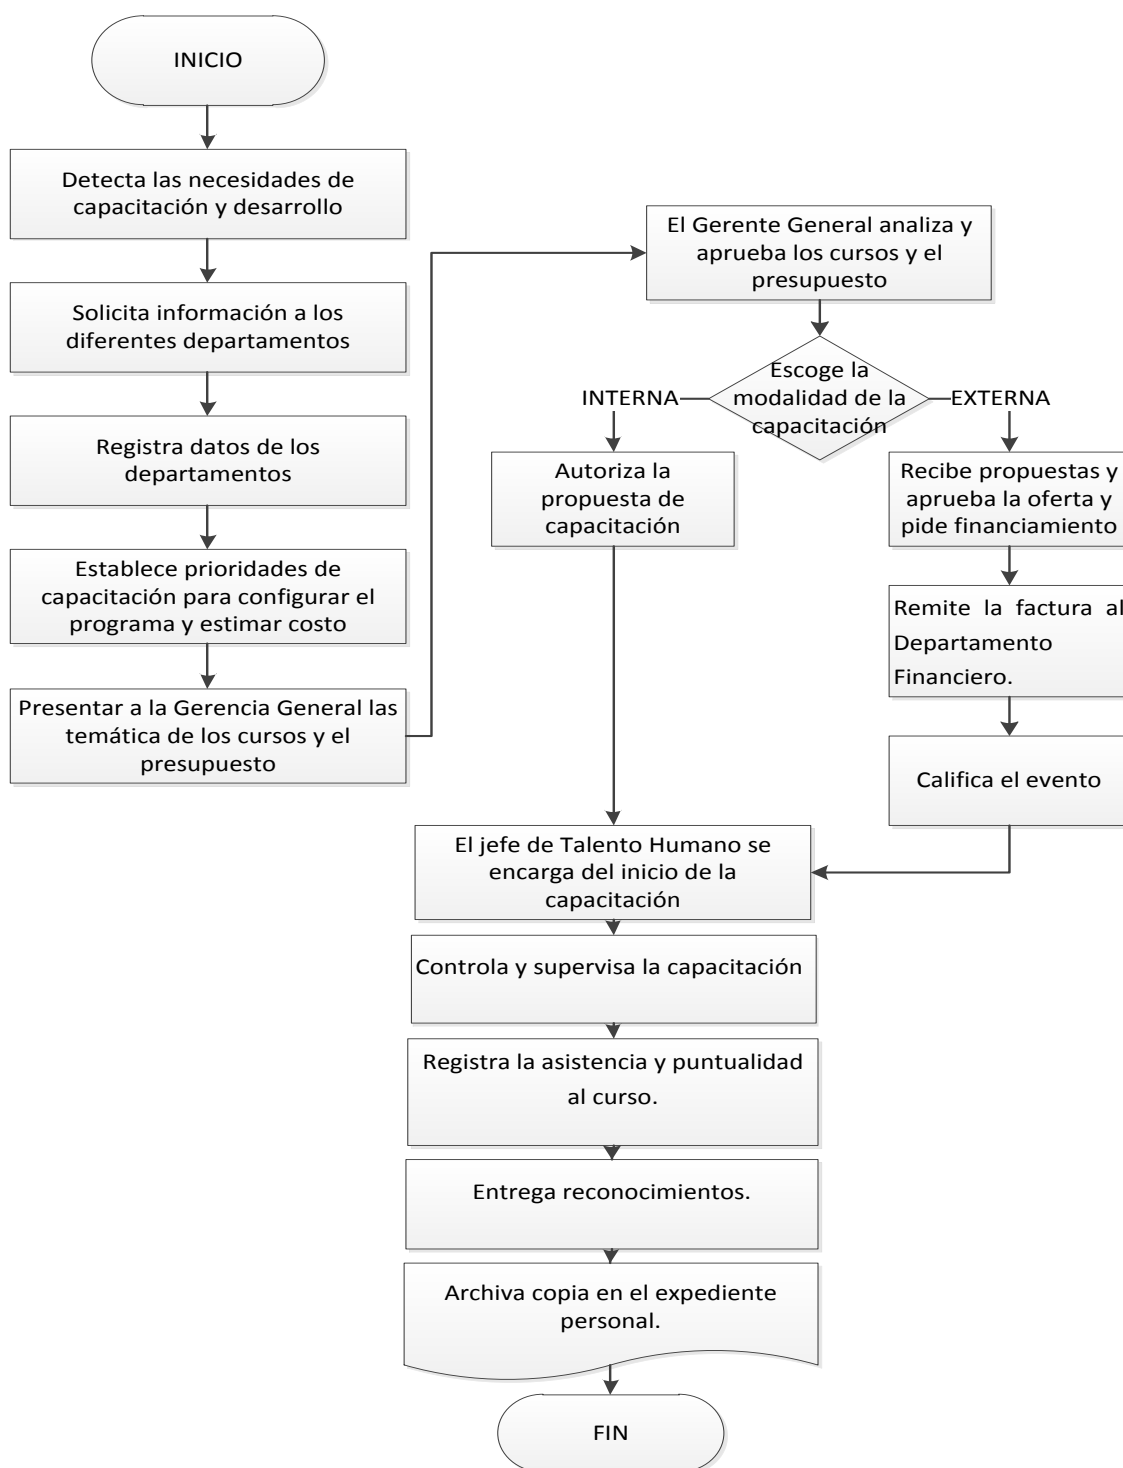 INICIO
Detecta las necesidades de
capacitación y desarrollo
Solicita información a los
diferentes departamentos
Registra datos de los
departamentos
Establece prioridades de
capacitación para configurar el
programa y estimar costo
Presentar a la Gerencia General las
temática de los cursos y el
presupuesto
El Gerente General analiza y
aprueba los cursos y el
presupuesto
Escoge la
modalidad de la
capacitación
INTERNA
EXTERNA
Autoriza la
propuesta de
capacitación
Recibe propuestas y
aprueba la oferta y
pide financiamiento
Remite la factura al
Departamento
Financiero.
Califica el evento
El jefe de Talento Humano se
encarga del inicio de la
capacitación
Controla y supervisa la capacitación
Registra la asistencia y puntualidad
al curso.
Entrega reconocimientos.
Archiva copia en el expediente
personal.
FIN